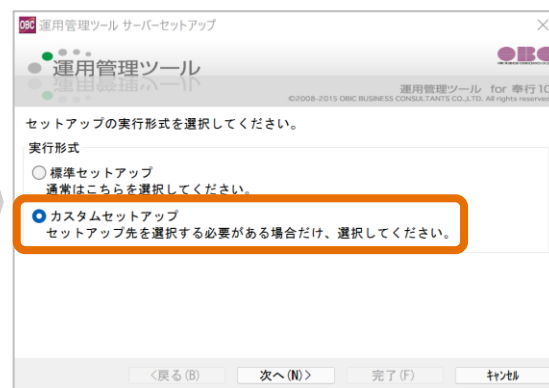 OBC 運用管理ツール サーバーセットアップ
運用管理ツール
OBC
運用管理ツール for 奉行10
©2008-2015 OBIC BUSINESS CONSULTANTS CO.,LTD. All rights reserved
セットアップの実行形式を選択してください。
実行形式
標準セットアップ
通常はこちらを選択してください。
カスタムセットアップ
セットアップ先を選択する必要がある場合だけ、選択してください。
<戻る(B)
次へ(N)>
完了(F)
キャンセル